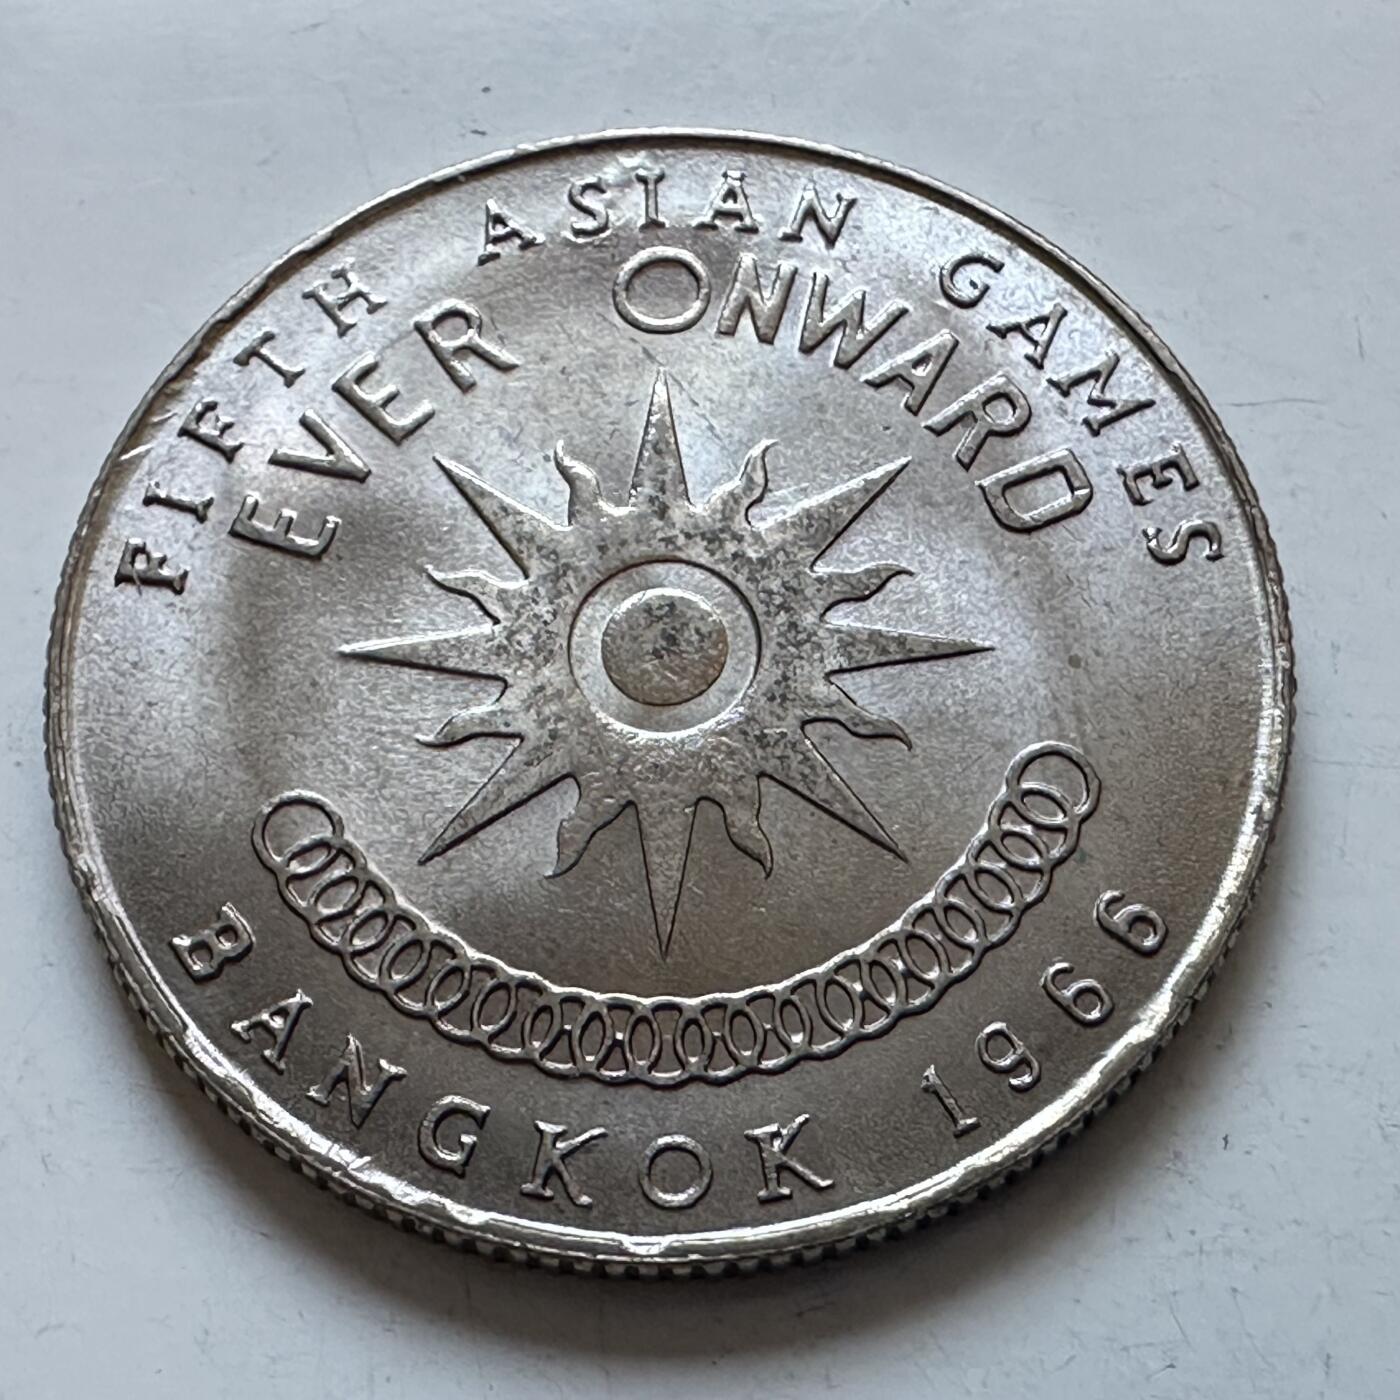 FIFTH ASIAN GAMES
EVER ONWARD
BANGKOK 1966